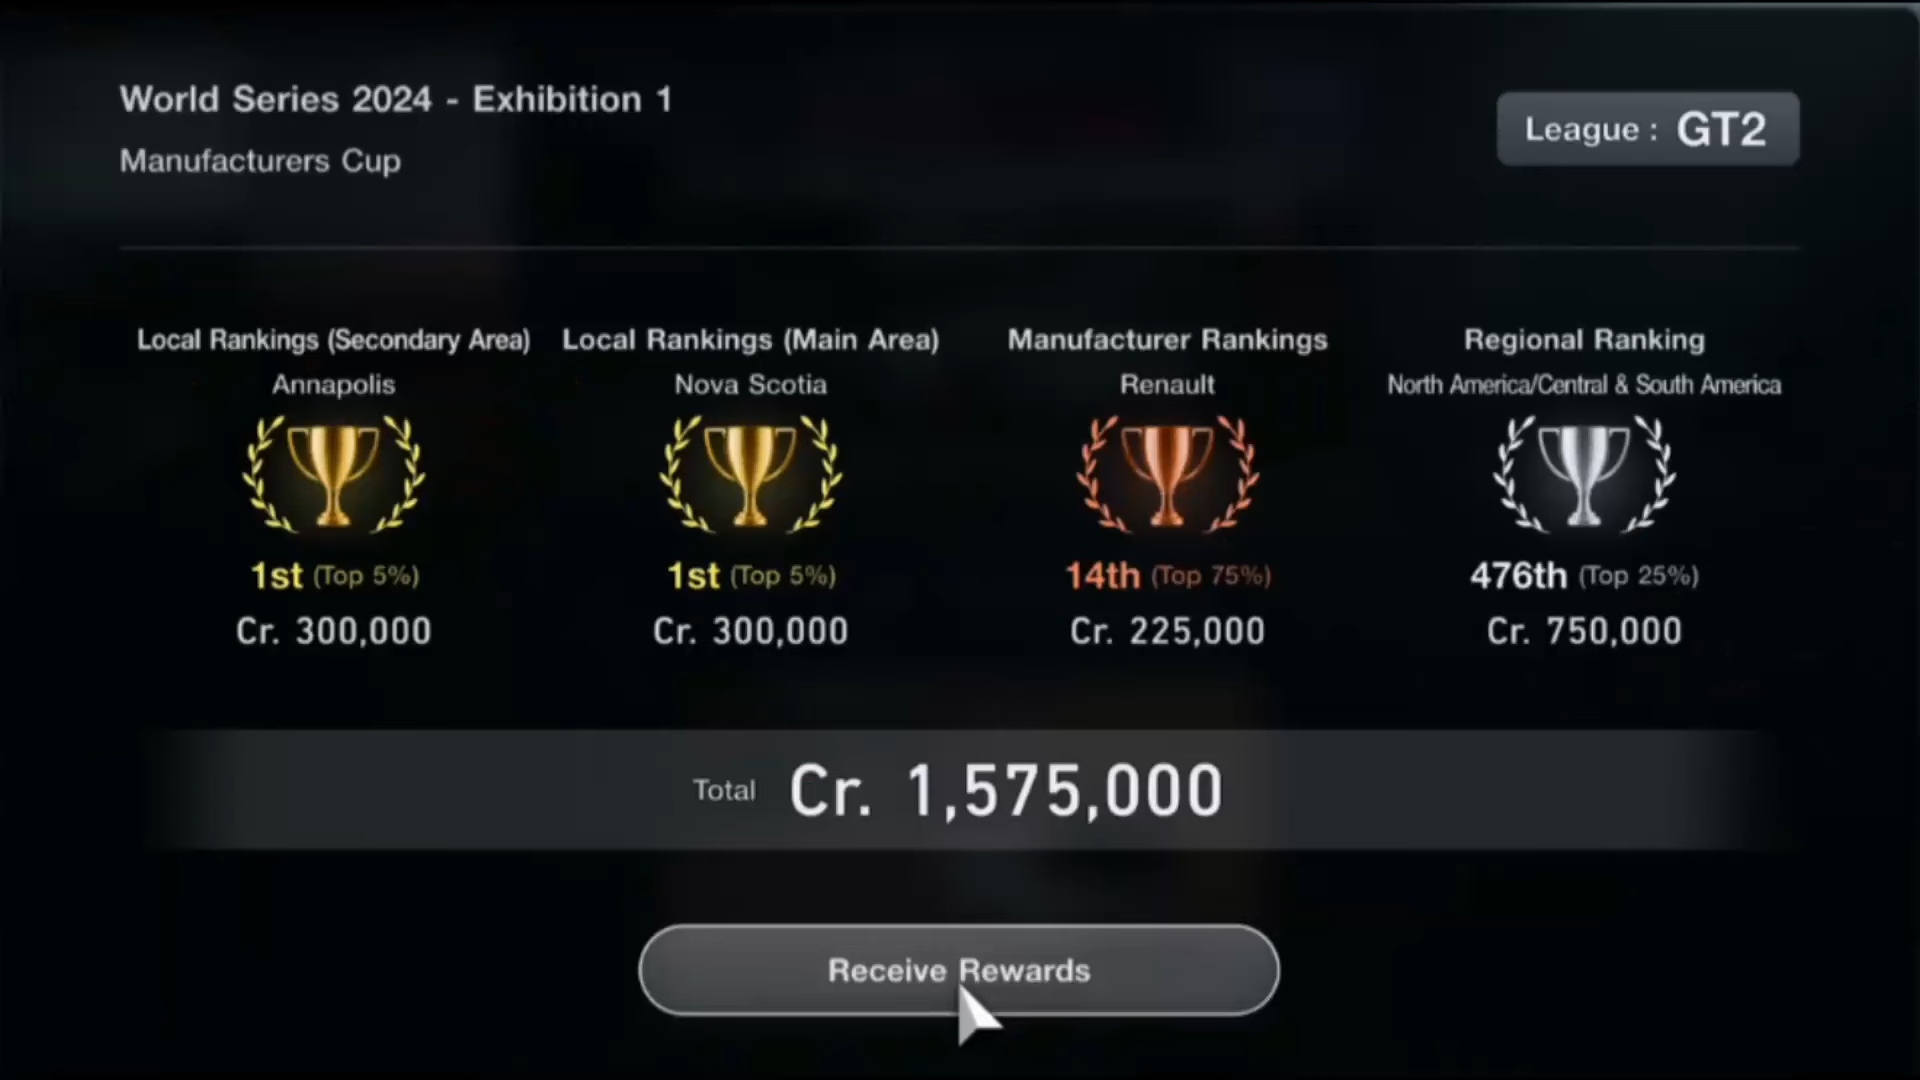 World Series 2024 - Exhibition 1
Manufacturers Cup
League : GT2
Local Rankings (Secondary Area)
Annapolis
1st (Top 5%)
Cr. 300,000
Local Rankings (Main Area)
Nova Scotia
1st (Top 5%)
Cr. 300,000
Manufacturer Rankings
Renault
14th (Top 75%)
Cr. 225,000
Regional Ranking
North America/Central & South America
476th (Top 25%)
Cr. 750,000
Total Cr. 1,575,000
Receive Rewards